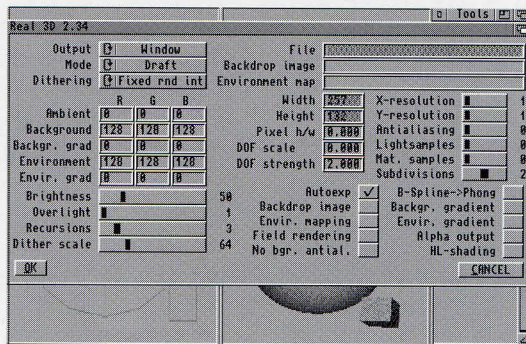 Tools
Real 3D 2.34
Output Window
Mode Draft
Dithering Fixed rnd int
File
Backdrop image
Environment map
R G B
Ambient 0 0 0
Background 128 128 128
Backgr. grad 0 0 0
Environment 128 128 128
Envir. grad 0 0 0
Width 257
Height 182
Pixel h/w 0.000
DOF scale 0.000
DOF strength 2.000
X-resolution 1
Y-resolution 1
Antialiasing 0
Lightsamples 0
Mat. samples 0
Subdivisions 2
Brightness 50
Overlight 1
Recursions 3
Dither scale 64
Autoexp
Backdrop image
Envir. mapping
Field rendering
No bgr. antial.
B-Spline->Phong
Backgr. gradient
Envir. gradient
Alpha output
HL-shading
OK
CANCEL